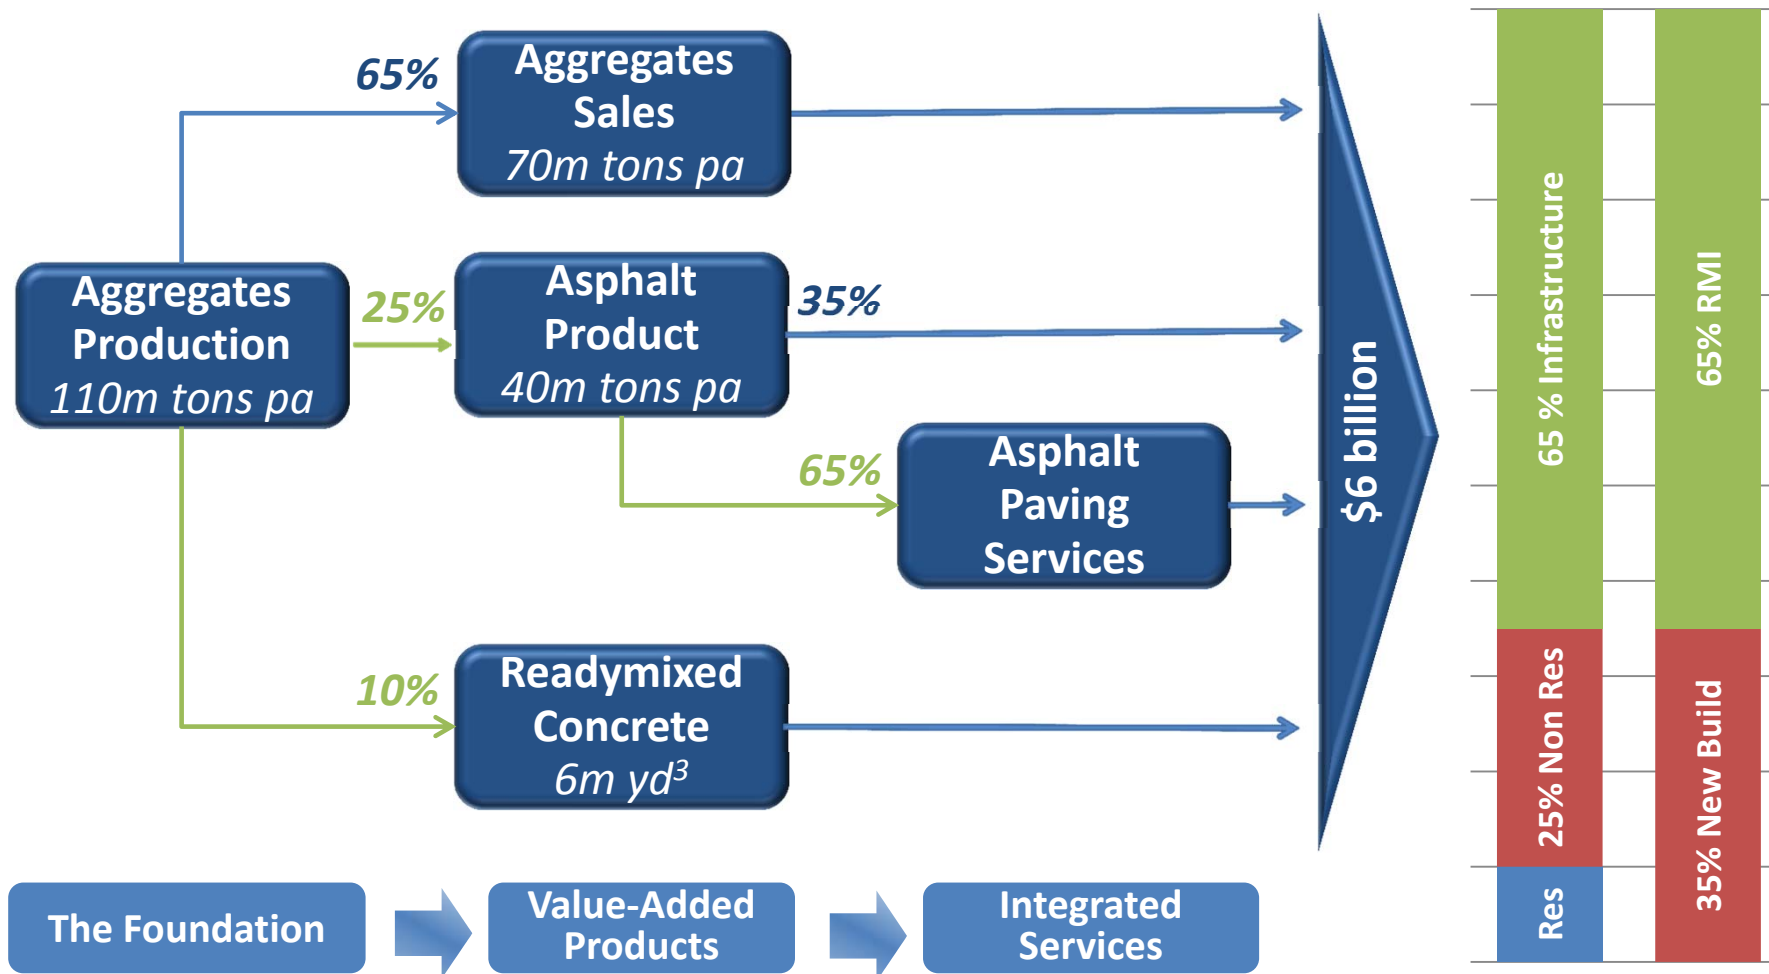 65%
Aggregates
Sales
70m tons pa
Aggregates
Production
110m tons pa
25%
Asphalt
Product
40m tons pa
35%
65%
Asphalt
Paving
Services
10%
Readymixed
Concrete
6m yd³
$6 billion
65 % Infrastructure
25% Non Res
Res
65% RMI
35% New Build
The Foundation
Value-Added
Products
Integrated
Services